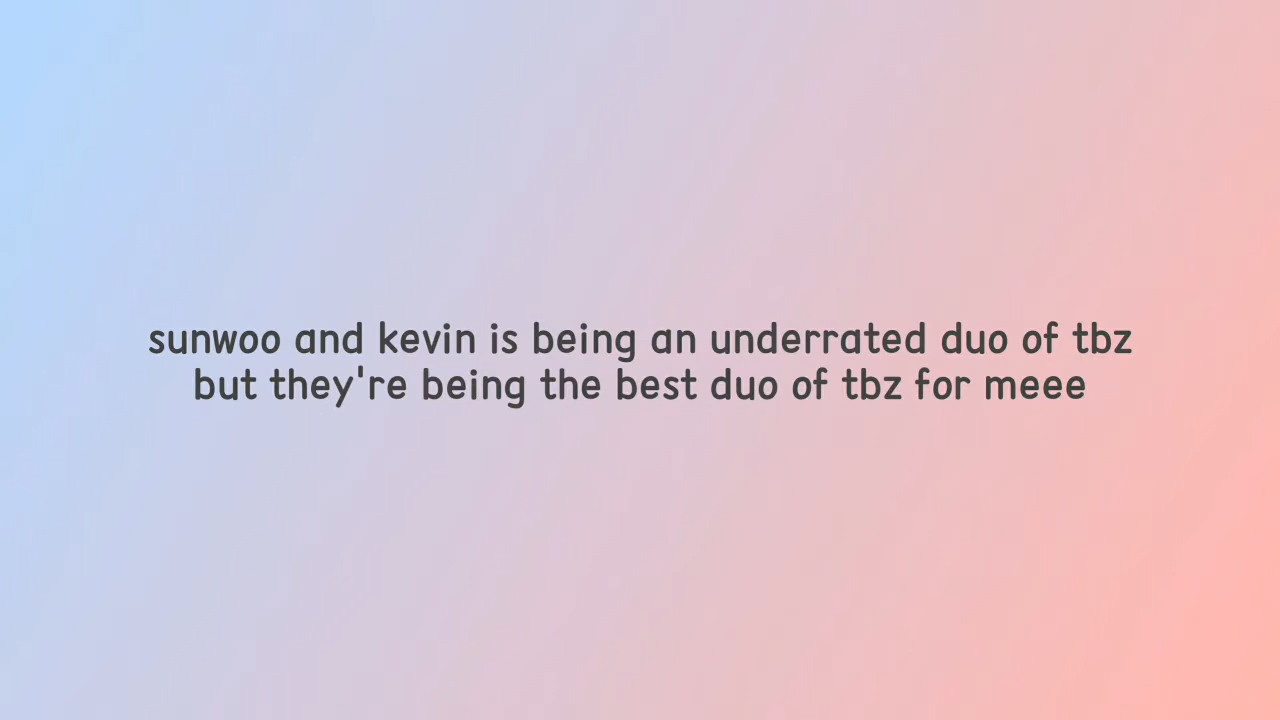 sunwoo and kevin is being an underrated duo of tbz
but they're being the best duo of tbz for meee